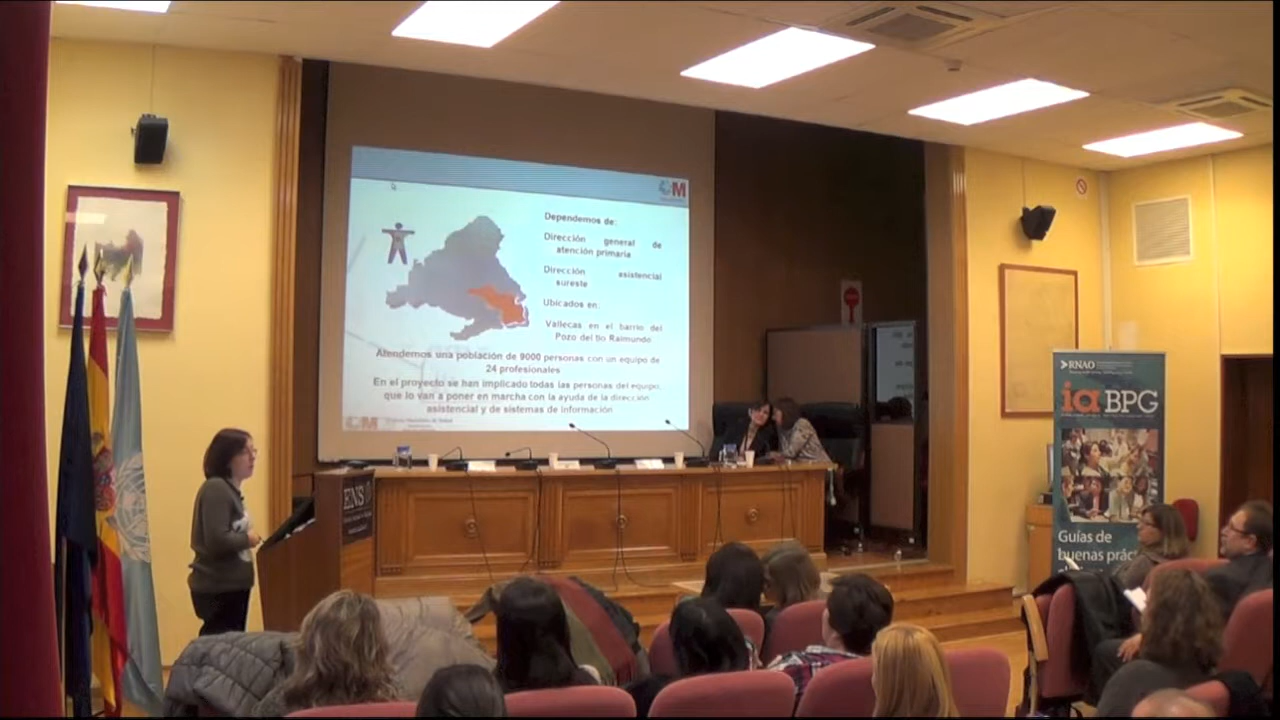 M
Dependemos de:
Dirección general de
atención primaria
Dirección asistencial
sureste
Ubicados en:
Vallecas en el barrio del
Pozo del tío Raimundo
Atendemos una población de 9000 personas con un equipo de
24 profesionales
En el proyecto se han implicado todas las personas del equipo,
que lo van a poner en marcha con la ayuda de la dirección
asistencial y de sistemas de información
M
ENS
RNAO
ia BPG
Guías de
buenas prác